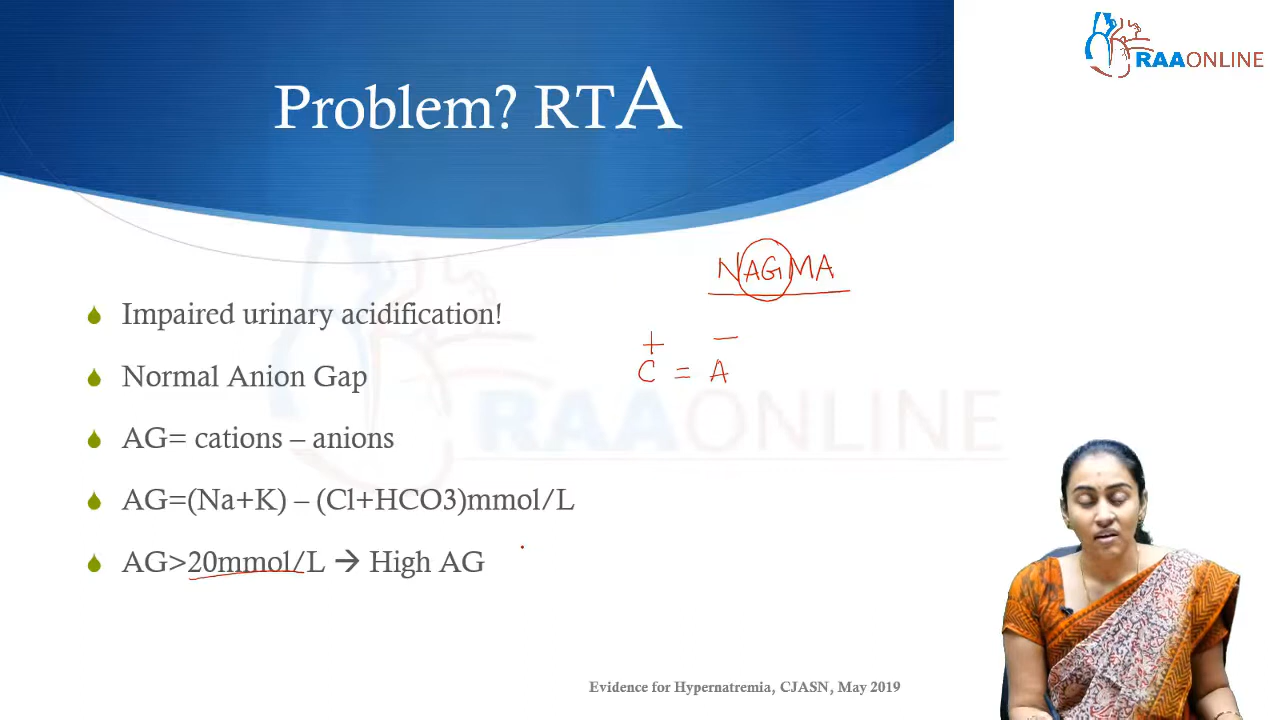 RAAONLINE
Problem? RTA
NAGMA
Impaired urinary acidification!
+ −
C = A
Normal Anion Gap
RAAONLINE
AG= cations – anions
AG=(Na+K) – (Cl+HCO3)mmol/L
AG>20mmol/L → High AG
Evidence for Hypernatremia, CJASN, May 2019